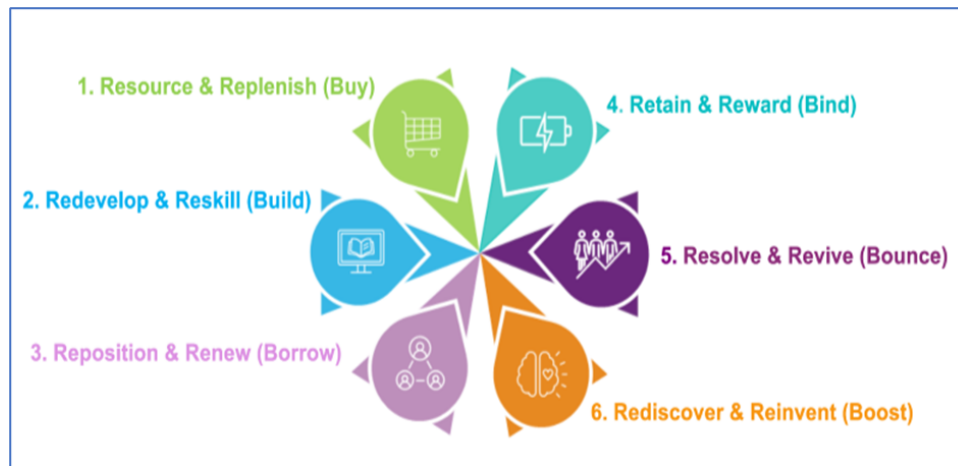 1. Resource & Replenish (Buy)
2. Redevelop & Reskill (Build)
3. Reposition & Renew (Borrow)
4. Retain & Reward (Bind)
5. Resolve & Revive (Bounce)
6. Rediscover & Reinvent (Boost)